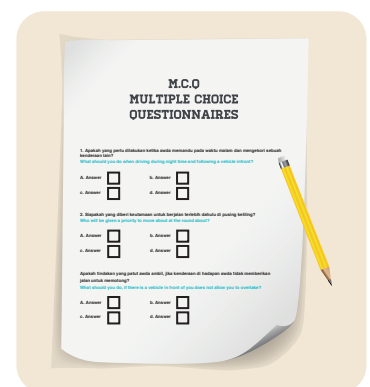 M.C.Q
MULTIPLE CHOICE
QUESTIONNAIRES
1. Apakah yang perlu dilakukan ketika awda memandu pada waktu malam dan mengekori sebuah
kenderaan lain?
What should you do when driving during night time and following a vehicle infront?
A. Answer b. Answer
c. Answer d. Answer
2. Siapakah yang diberi keutamaan untuk berjalan terlebih dahulu di pusing keliling?
Who will be given a priority to move about at the round about?
A. Answer b. Answer
c. Answer d. Answer
Apakah tindakan yang patut awda ambil, jika kenderaan di hadapan awda tidak memberikan
jalan untuk memotong?
What should you do, if there is a vehicle in front of you does not allow you to overtake?
A. Answer b. Answer
c. Answer d. Answer